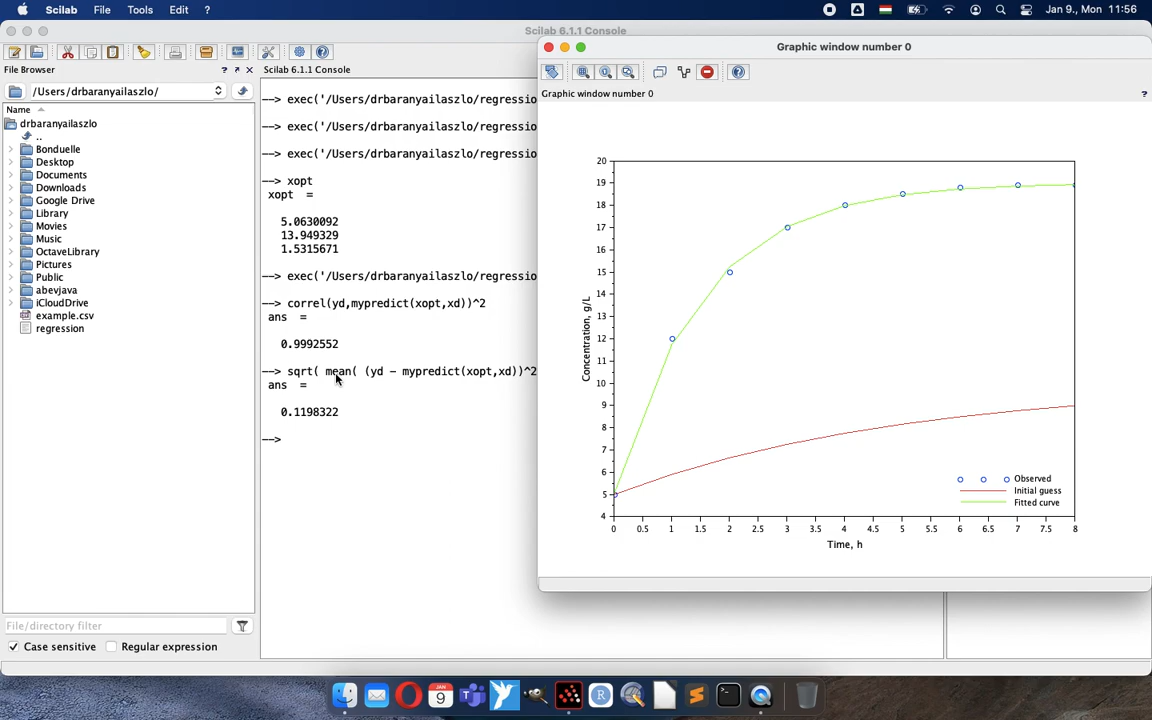 Scilab File Tools Edit ? Jan 9., Mon 11:56
Scilab 6.1.1 Console
Graphic window number 0
File Browser ? Scilab 6.1.1 Console
Graphic window number 0 ?
/Users/drbaranyailaszlo/
Name
drbaranyailaszlo
..
Bonduelle
Desktop
Documents
Downloads
Google Drive
Library
Movies
Music
OctaveLibrary
Pictures
Public
abevjava
iCloudDrive
example.csv
regression
File/directory filter
Case sensitive Regular expression
--> exec('/Users/drbaranyailaszlo/regressio
--> exec('/Users/drbaranyailaszlo/regressio
--> exec('/Users/drbaranyailaszlo/regressio
--> xopt
xopt =
5.0630092
13.949329
1.5315671
--> exec('/Users/drbaranyailaszlo/regressio
--> correl(yd,mypredict(xopt,xd))^2
ans =
0.9992552
--> sqrt( mean( (yd - mypredict(xopt,xd))^2
ans =
0.1198322
-->
20
19
18
17
16
15
14
13
12
11
10
9
8
7
6
5
4
Concentration, g/L
Observed
Initial guess
Fitted curve
0 0.5 1 1.5 2 2.5 3 3.5 4 4.5 5 5.5 6 6.5 7 7.5 8
Time, h
JAN
9